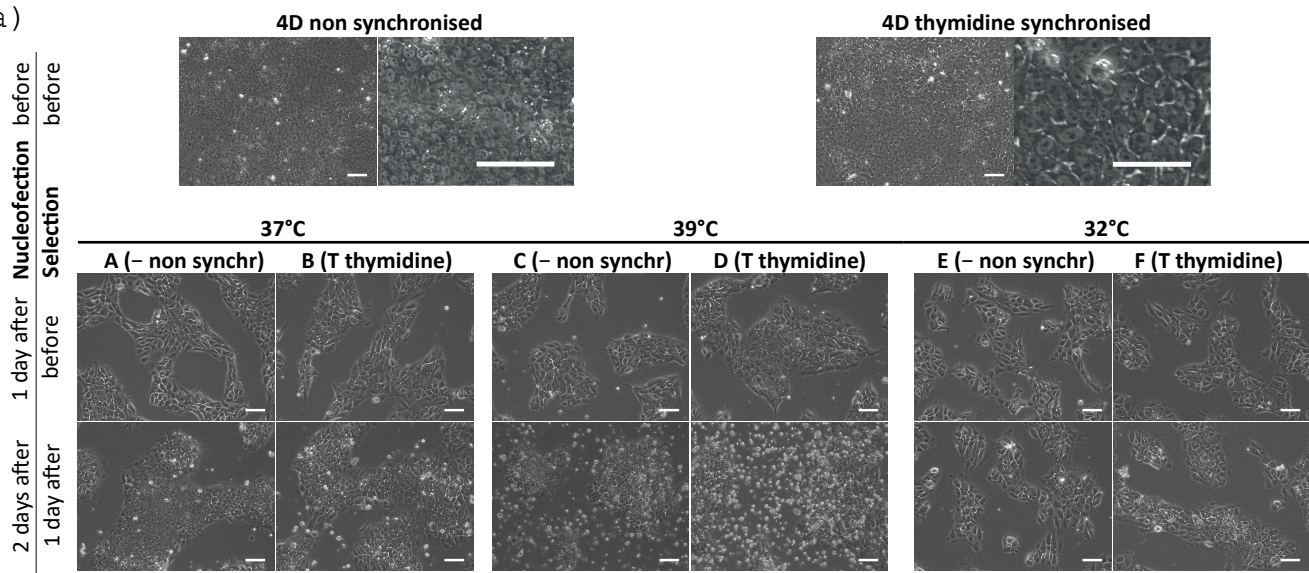 a)
4D non synchronised
4D thymidine synchronised
Nucleofection before
Selection before
37°C
39°C
32°C
A (− non synchr)
B (T thymidine)
C (− non synchr)
D (T thymidine)
E (− non synchr)
F (T thymidine)
1 day after
before
2 days after
1 day after